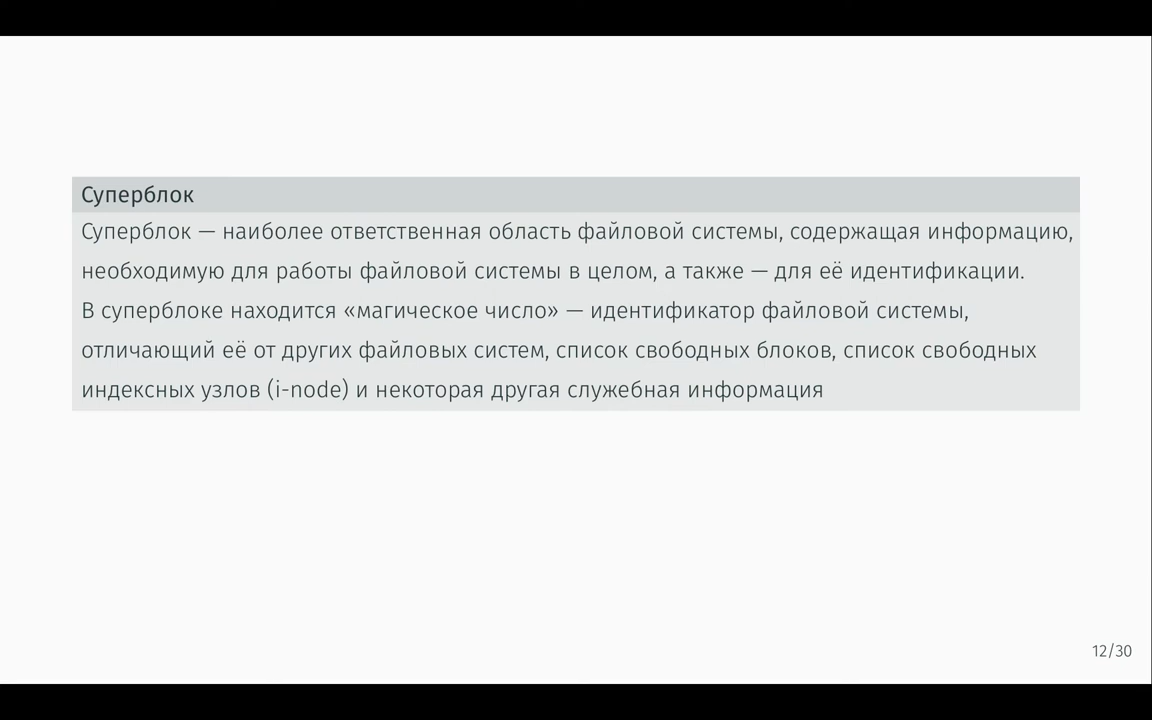 Суперблок
Суперблок — наиболее ответственная область файловой системы, содержащая информацию,
необходимую для работы файловой системы в целом, а также — для её идентификации.
В суперблоке находится «магическое число» — идентификатор файловой системы,
отличающий её от других файловых систем, список свободных блоков, список свободных
индексных узлов (i-node) и некоторая другая служебная информация
12/30